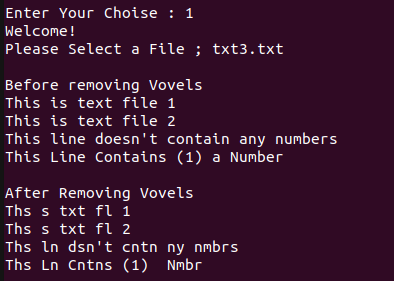 Enter Your Choise : 1
Welcome!
Please Select a File ; txt3.txt
Before removing Vovels
This is text file 1
This is text file 2
This line doesn't contain any numbers
This Line Contains (1) a Number
After Removing Vovels
Ths s txt fl 1
Ths s txt fl 2
Ths ln dsn't cntn ny nmbrs
Ths Ln Cntns (1)  Nmbr